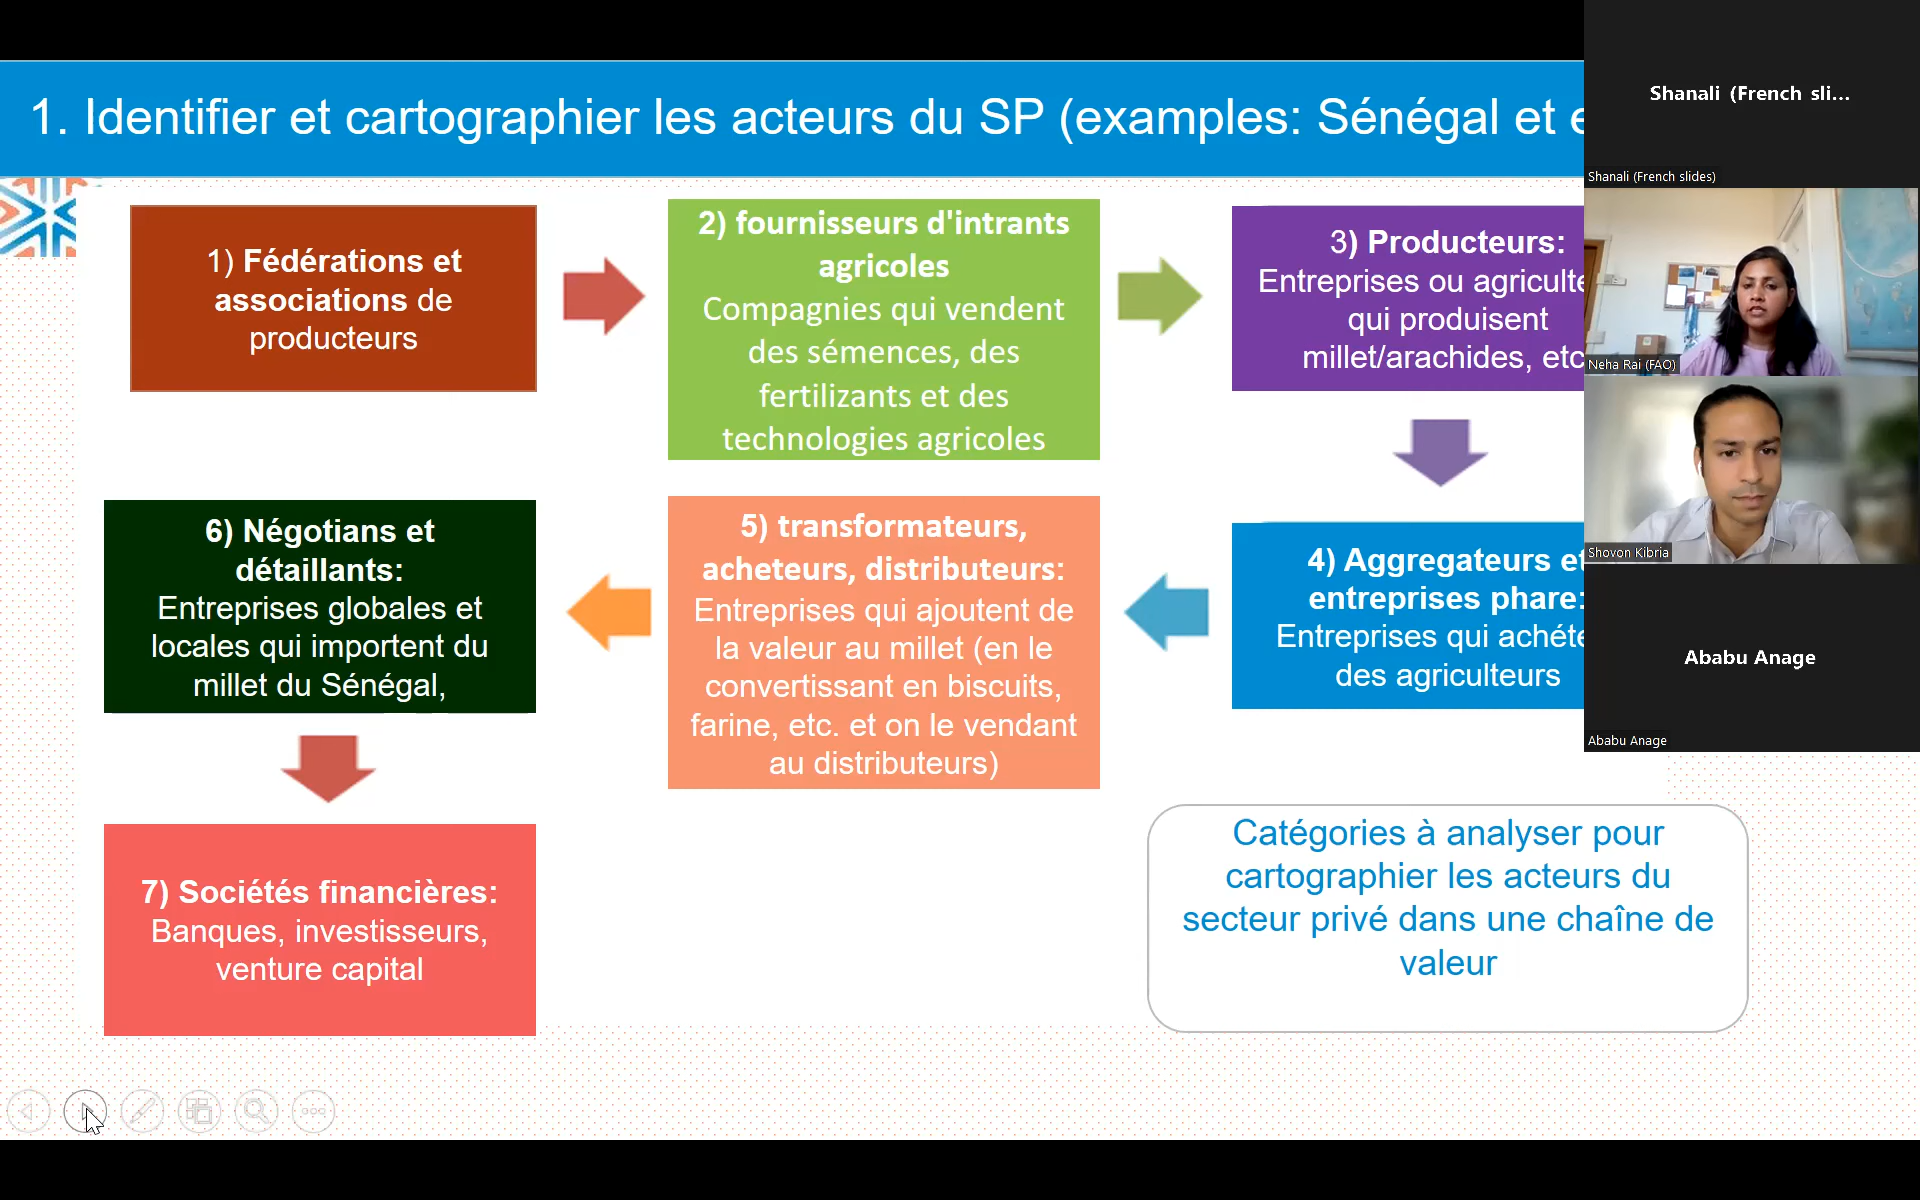 1. Identifier et cartographier les acteurs du SP (examples: Sénégal et
1) Fédérations et
associations de
producteurs
2) fournisseurs d'intrants
agricoles
Compagnies qui vendent
des sémences, des
fertilizants et des
technologies agricoles
3) Producteurs:
Entreprises ou
qui produisent
millet/arachides, etc
4) Aggregateurs et
entreprises phare:
Entreprises qui
des agriculteurs
5) transformateurs,
acheteurs, distributeurs:
Entreprises qui ajoutent de
la valeur au millet (en le
convertissant en biscuits,
farine, etc. et on le vendant
au distributeurs)
6) Négotians et
détaillants:
Entreprises globales et
locales qui importent du
millet du Sénégal,
7) Sociétés financières:
Banques, investisseurs,
venture capital
Catégories à analyser pour
cartographier les acteurs du
secteur privé dans une chaîne de
valeur
Shanali (French sli...
Shanali (French slides)
Neha Rai (FAO)
Shovon Kibria
Ababu Anage
Ababu Anage